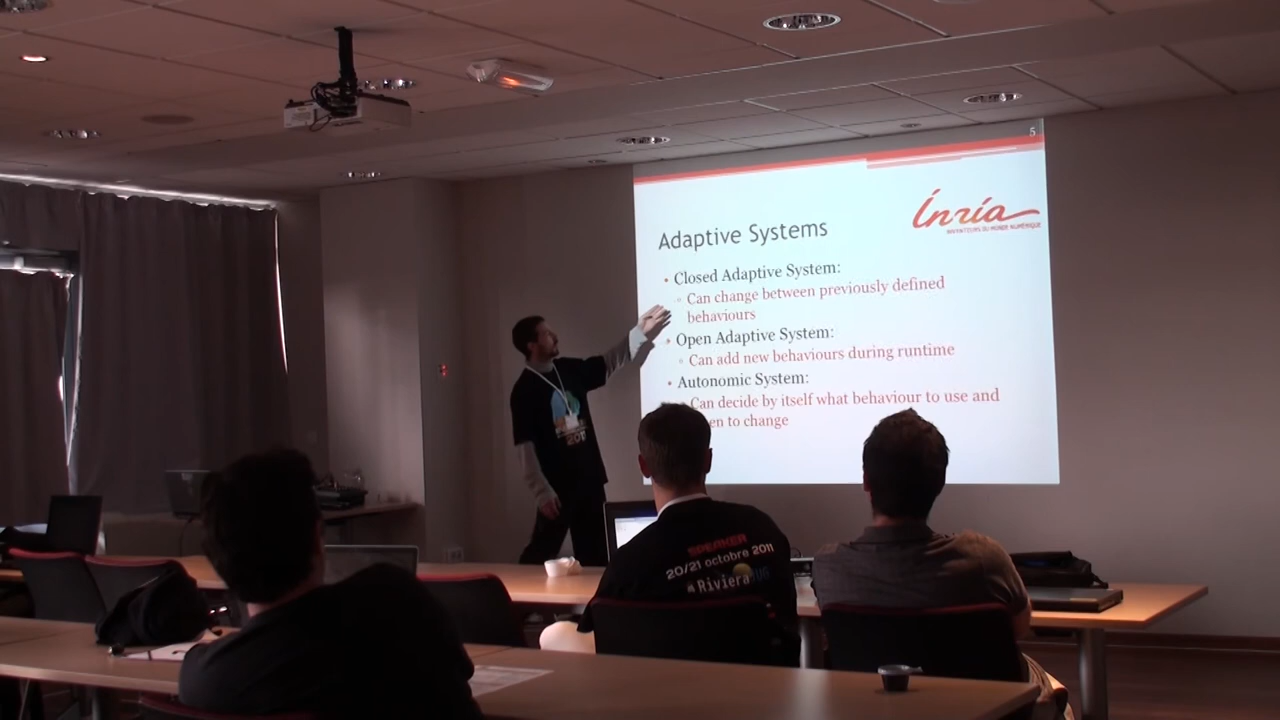 5
Inria
INVENTEURS DU MONDE NUMÉRIQUE
Adaptive Systems
• Closed Adaptive System:
Can change between previously defined
behaviours
• Open Adaptive System:
Can add new behaviours during runtime
• Autonomic System:
Can decide by itself what behaviour to use and
en to change
SPEAKER
20/21 octobre 2011
RivieraJUG